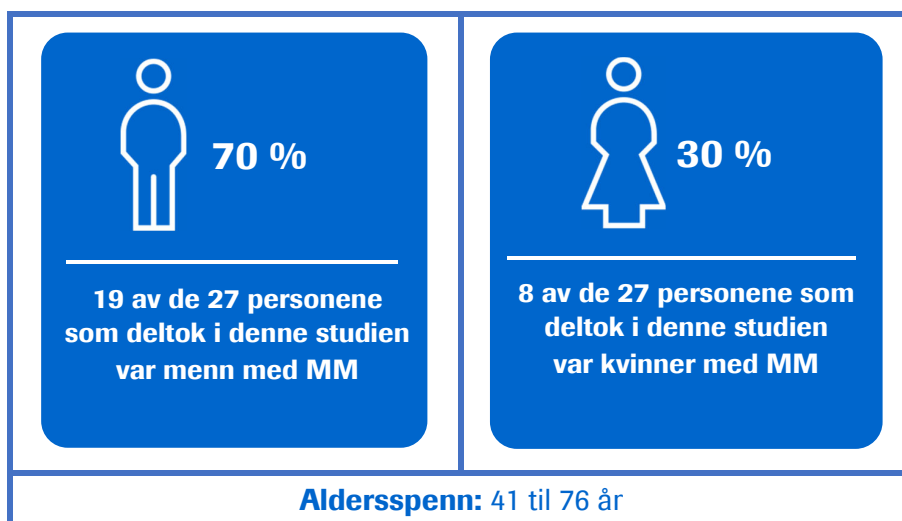 70 %
19 av de 27 personene
som deltok i denne studien
var menn med MM
30 %
8 av de 27 personene som
deltok i denne studien
var kvinner med MM
Aldersspenn: 41 til 76 år